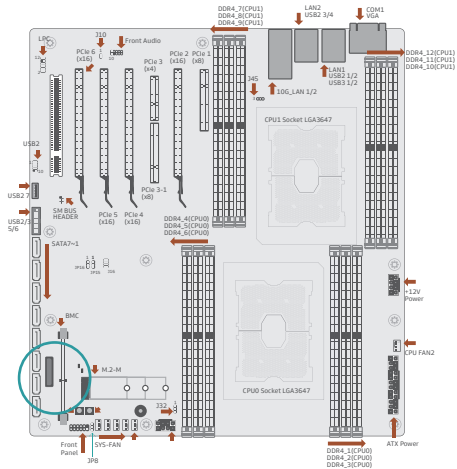 DDR4_7(CPU1)
DDR4_8(CPU1)
DDR4_9(CPU1)
LAN2
USB2 3/4
COM1
VGA
LPC
J10
Front Audio
PCIe 6
(x16)
PCIe 3
(x4)
PCIe 2
(x16)
PCIe 1
(x8)
J45
LAN1
USB2 1/2
USB3 1/2
10G_LAN 1/2
DDR4_12(CPU1)
DDR4_11(CPU1)
DDR4_10(CPU1)
CPU1 Socket LGA3647
USB2
USB2 7
SM BUS
HEADER
PCIe 5
(x16)
PCIe 4
(x16)
PCIe 3-1
(x8)
USB2/3
5/6
DDR4_4(CPU0)
DDR4_5(CPU0)
DDR4_6(CPU0)
SATA7~1
BMC
M.2-M
+12V
Power
CPU FAN2
CPU0 Socket LGA3647
J32
Front
Panel
SYS-FAN
JP8
ATX Power
DDR4_1(CPU0)
DDR4_2(CPU0)
DDR4_3(CPU0)